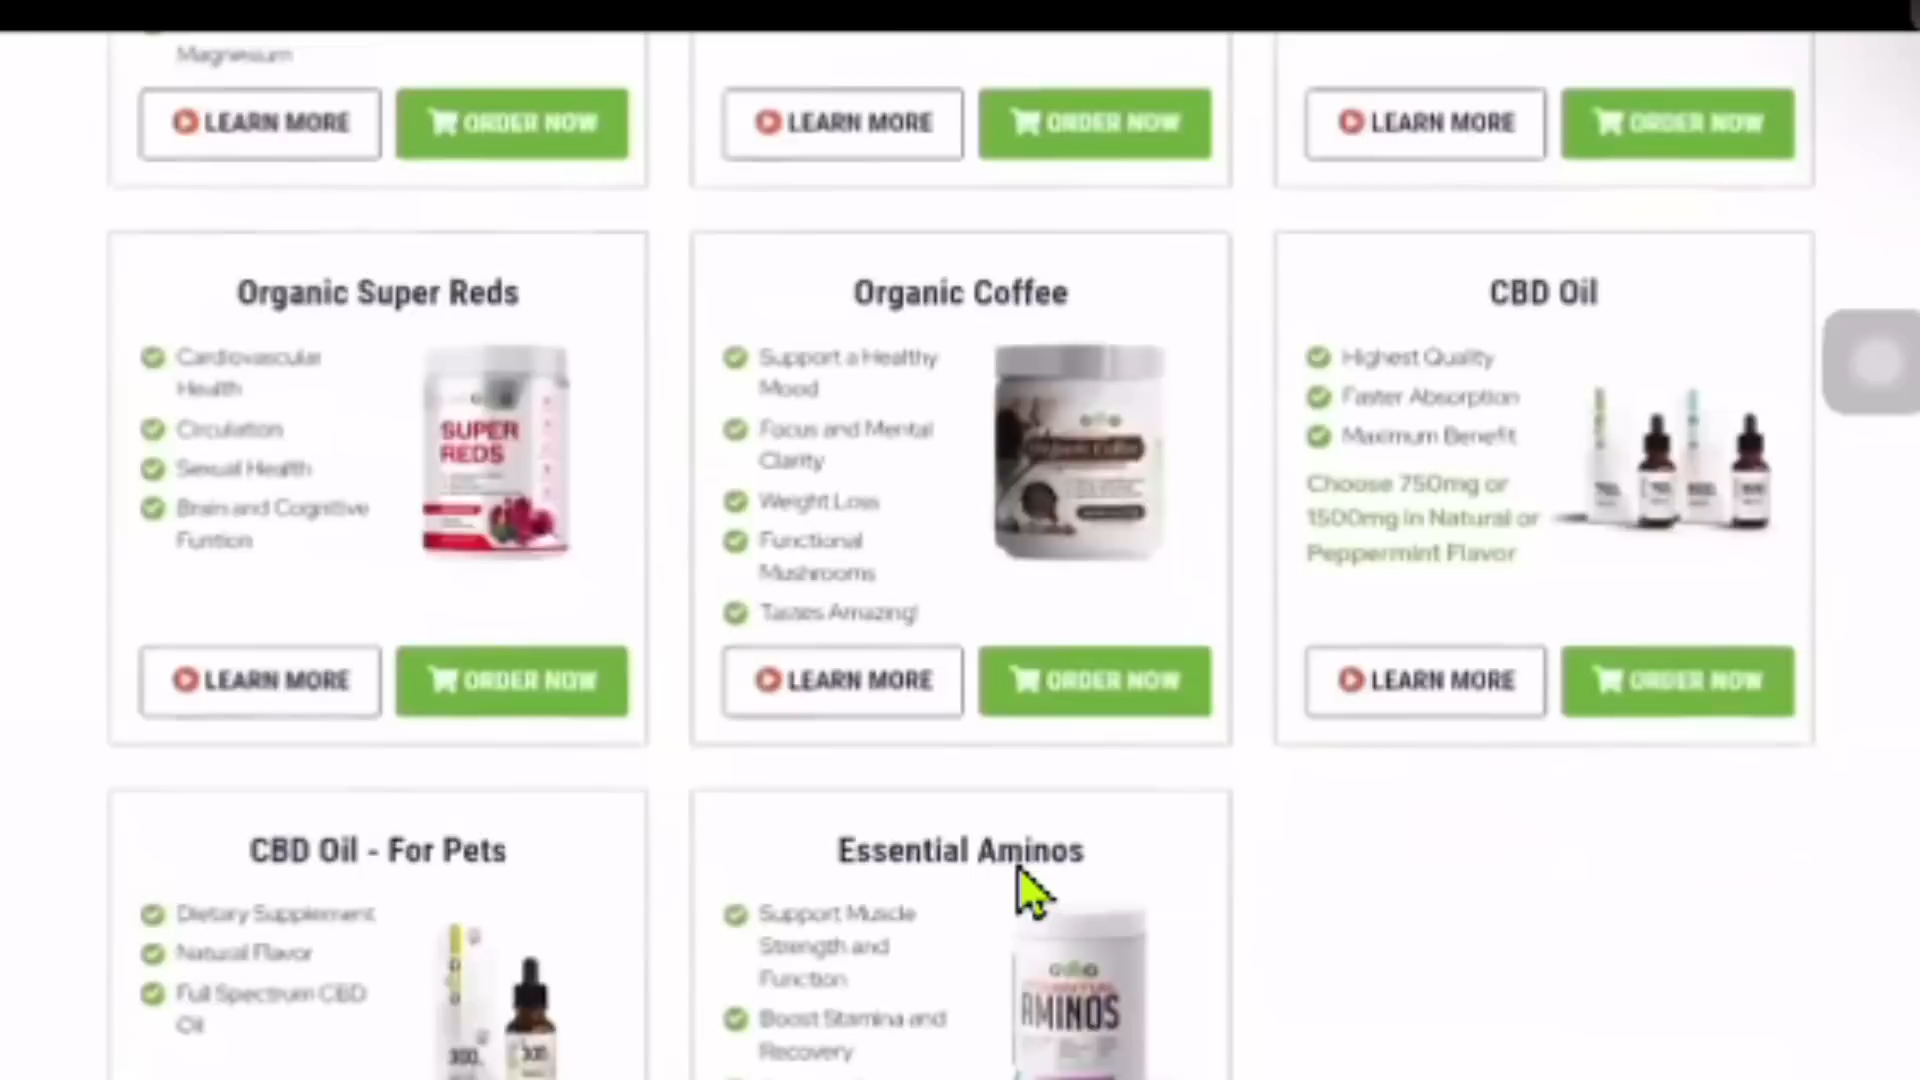 Magnesium
LEARN MORE
ORDER NOW
LEARN MORE
ORDER NOW
LEARN MORE
ORDER NOW
Organic Super Reds
Cardiovascular
Health
Circulation
Sexual Health
Brain and Cognitive
Funtion
SUPER
REDS
LEARN MORE
ORDER NOW
Organic Coffee
Support a Healthy
Mood
Focus and Mental
Clarity
Weight Loss
Functional
Mushrooms
Tastes Amazing!
Organic Coffee
LEARN MORE
ORDER NOW
CBD Oil
Highest Quality
Faster Absorption
Maximum Benefit
Choose 750mg or
1500mg in Natural or
Peppermint Flavor
LEARN MORE
ORDER NOW
CBD Oil - For Pets
Dietary Supplement
Natural Flavor
Full Spectrum CBD
Oil
300
300
Essential Aminos
Support Muscle
Strength and
Function
Boost Stamina and
Recovery
ESSENTIAL
AMINOS